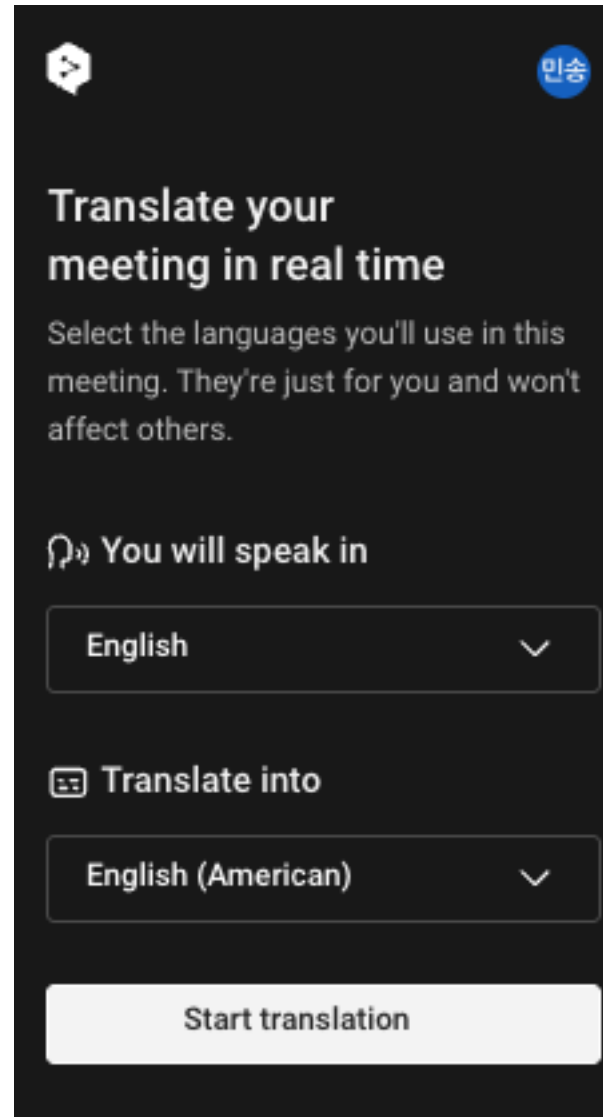 민송
Translate your
meeting in real time
Select the languages you'll use in this
meeting. They're just for you and won't
affect others.
You will speak in
English
Translate into
English (American)
Start translation